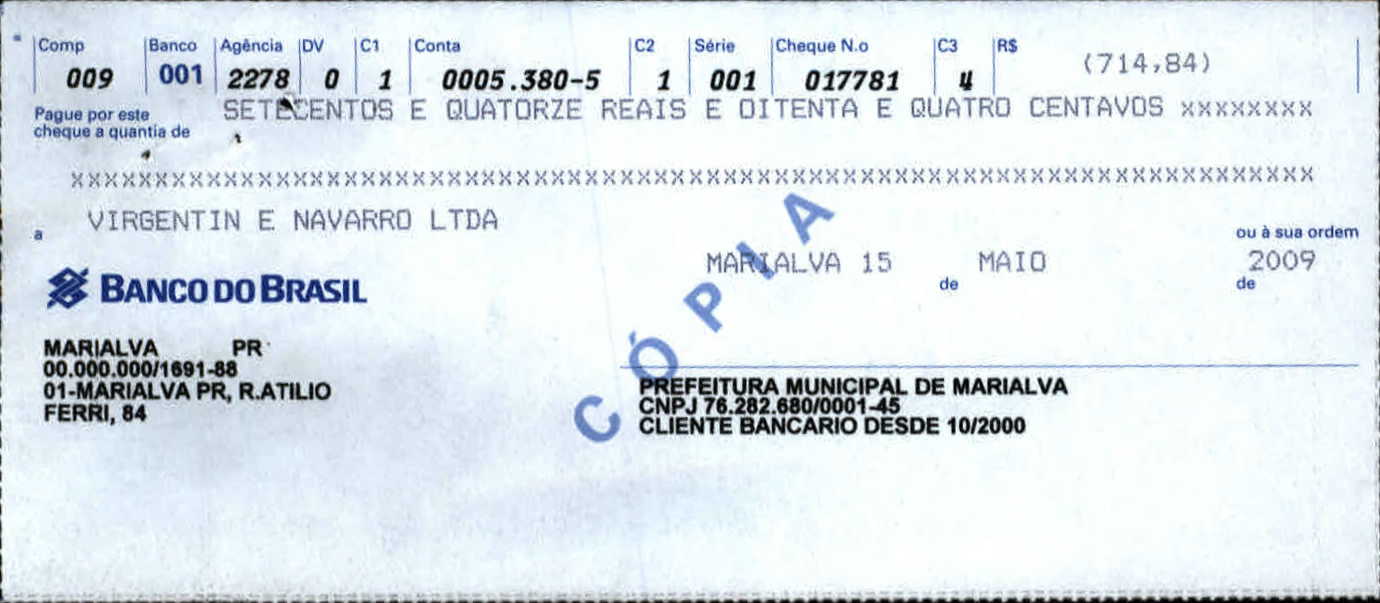 Comp Banco Agência DV C1 Conta C2 Série Cheque N.o C3 R$
009 001 2278 0 1 0005.380-5 1 001 017781 4 (714,84)
Pague por este
cheque a quantia de
SETECENTOS E QUATORZE REAIS E OITENTA E QUATRO CENTAVOS xxxxxxxx
xxxxxxxxxxxxxxxxxxxxxxxxxxxxxxxxxxxxxxxxxxxxxxxxxxxxxxxxxxxxxxxxxxxxxx
a VIRGENTIN E NAVARRO LTDA ou à sua ordem
MARIALVA 15 de MAIO de 2009
BANCO DO BRASIL
CÓPIA
MARIALVA PR
00.000.000/1691-88
01-MARIALVA PR, R.ATILIO
FERRI, 84
PREFEITURA MUNICIPAL DE MARIALVA
CNPJ 76.282.680/0001-45
CLIENTE BANCARIO DESDE 10/2000